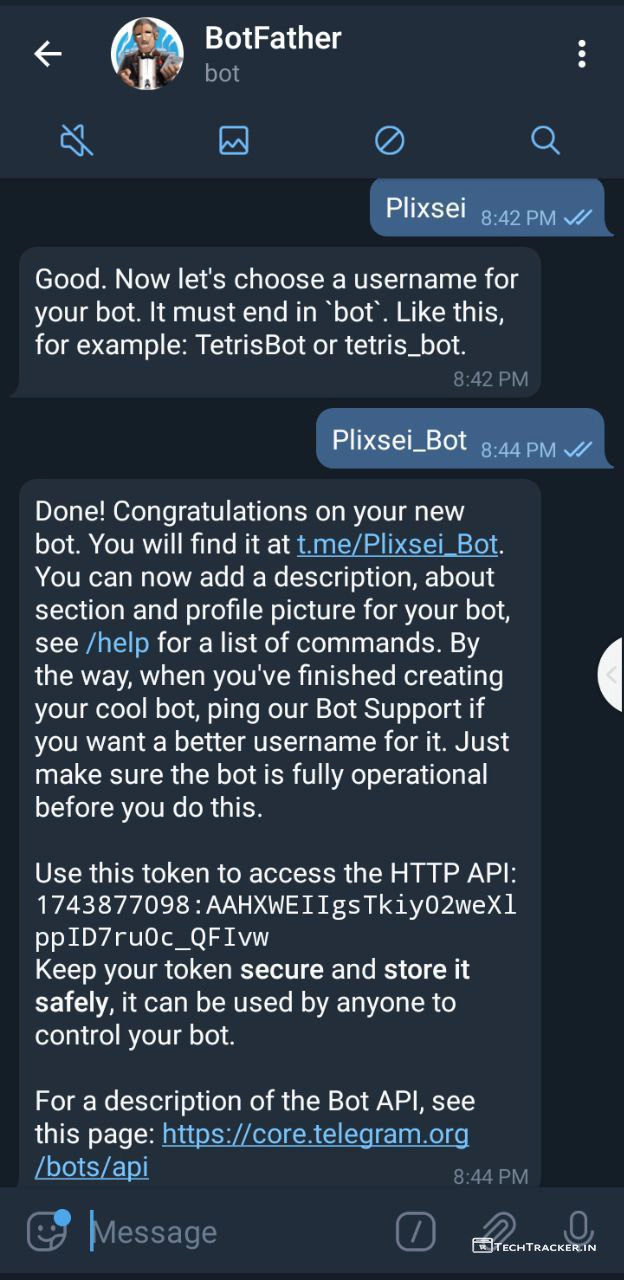 BotFather
bot
Plixsei 8:42 PM
Good. Now let's choose a username for
your bot. It must end in `bot`. Like this,
for example: TetrisBot or tetris_bot.
8:42 PM
Plixsei_Bot 8:44 PM
Done! Congratulations on your new
bot. You will find it at t.me/Plixsei_Bot.
You can now add a description, about
section and profile picture for your bot,
see /help for a list of commands. By
the way, when you've finished creating
your cool bot, ping our Bot Support if
you want a better username for it. Just
make sure the bot is fully operational
before you do this.
Use this token to access the HTTP API:
1743877098:AAHXWEIIgsTkiyO2weXl
ppID7ruOc_QFIvw
Keep your token secure and store it
safely, it can be used by anyone to
control your bot.
For a description of the Bot API, see
this page: https://core.telegram.org
/bots/api
8:44 PM
Message
TECHTRACKER.IN